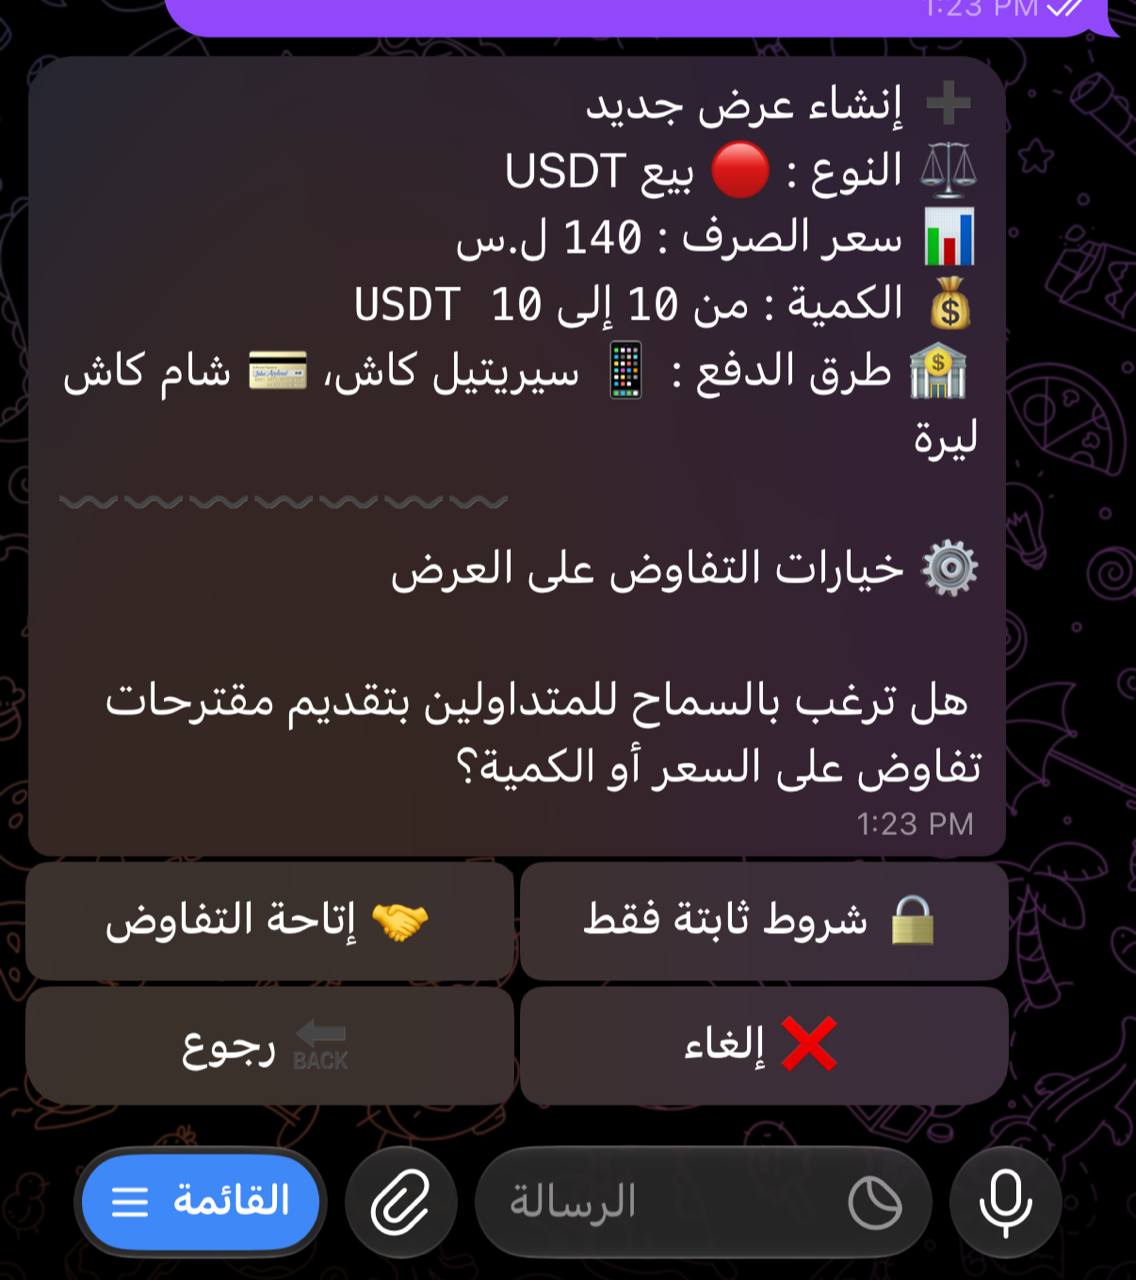 1:23 PM
➕ إنشاء عرض جديد
⚖️ النوع : 🔴 بيع USDT
📊 سعر الصرف : 140 ل.س
💰 الكمية : من 10 إلى 10 USDT
🏦 طرق الدفع : 📱 سيريتيل كاش، 💳 شام كاش
ليرة
〰️〰️〰️〰️〰️〰️〰️
⚙️ خيارات التفاوض على العرض
هل ترغب بالسماح للمتداولين بتقديم مقترحات
تفاوض على السعر أو الكمية؟
1:23 PM
🔒 شروط ثابتة فقط
🤝 إتاحة التفاوض
❌ إلغاء
🔙 رجوع
الرسالة
القائمة